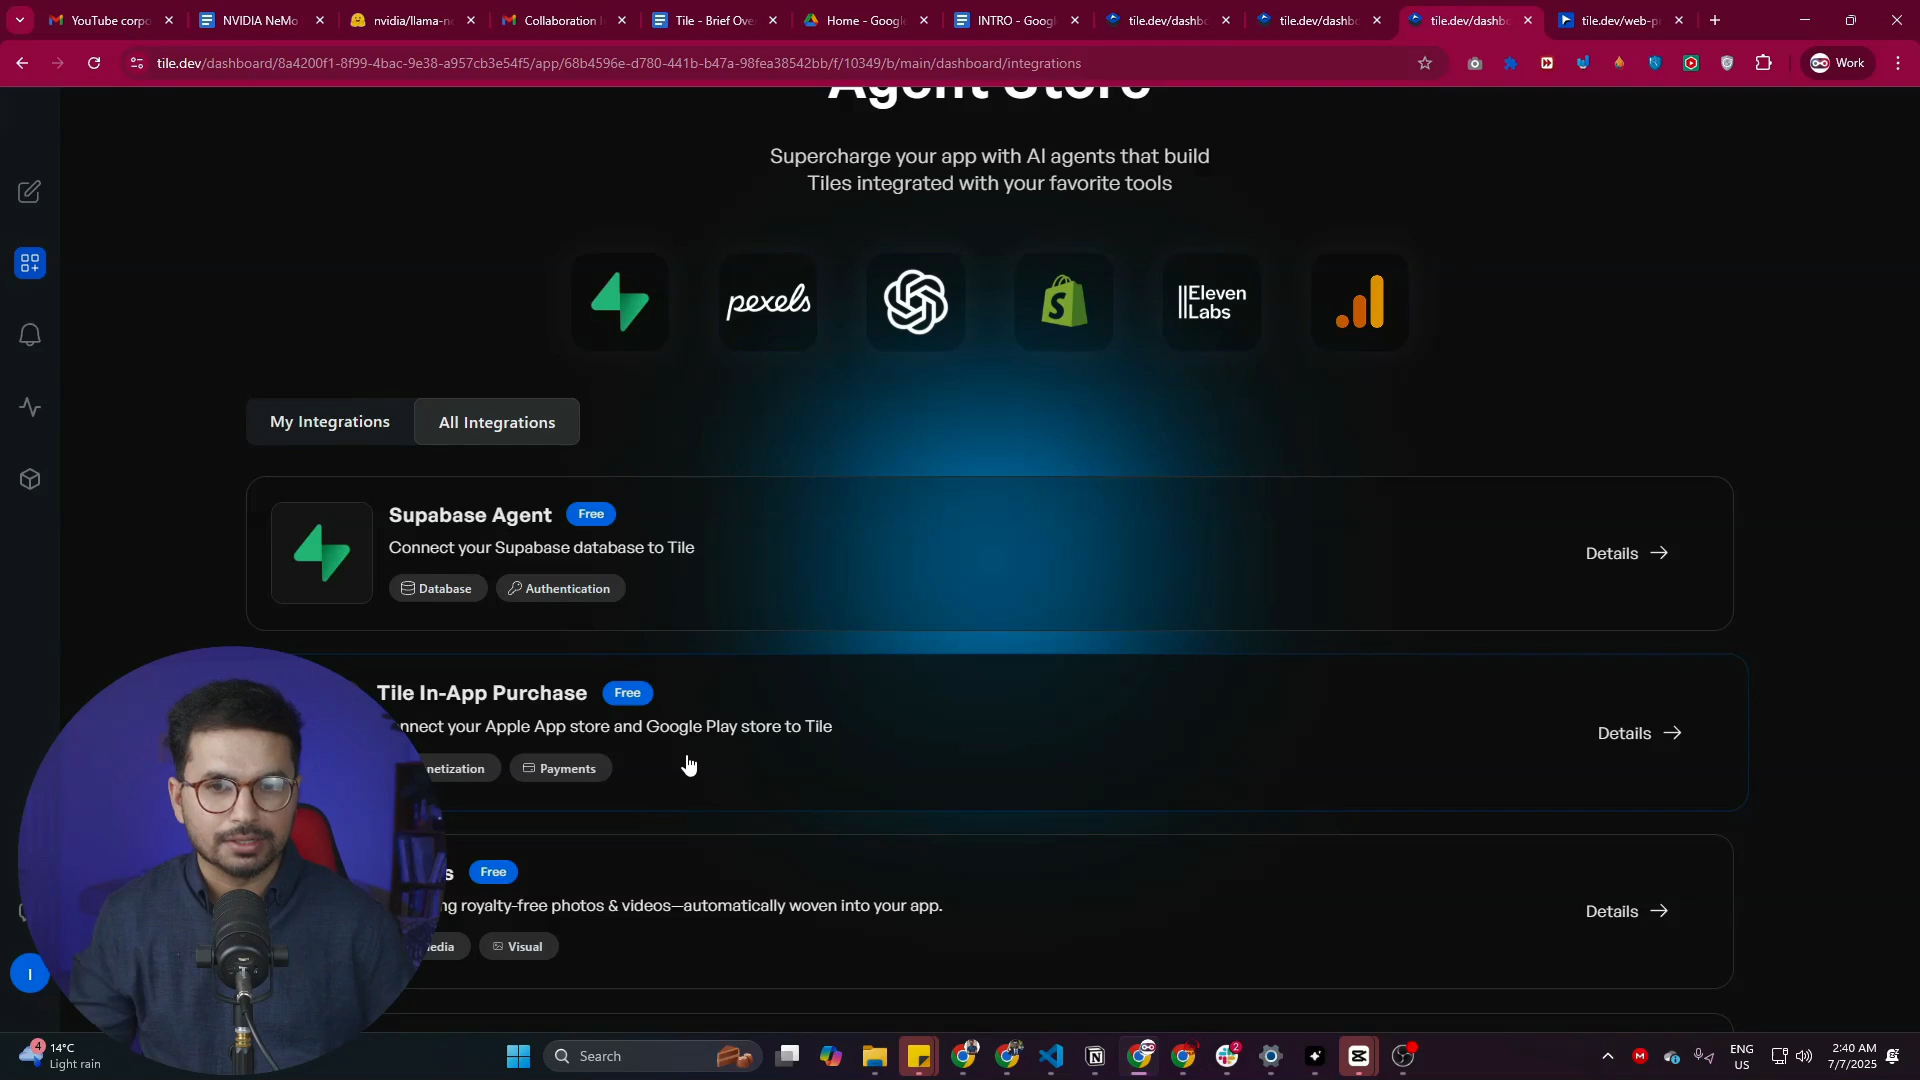 YouTube corpo
NVIDIA NeMo
nvidia/llama-n
Collaboration
Tile - Brief Ove
Home - Google
INTRO - Googl
tile.dev/dashb
tile.dev/dashb
tile.dev/dashb
tile.dev/web-p
tile.dev/dashboard/8a4200f1-8f99-4bac-9e38-a957cb3e54f5/app/68b4596e-d780-441b-b47a-98fea38542bb/f/10349/b/main/dashboard/integrations
Work
Agent Store
Supercharge your app with AI agents that build
Tiles integrated with your favorite tools
pexels
S
||Eleven
Labs
My Integrations
All Integrations
Supabase Agent
Free
Connect your Supabase database to Tile
Details
Database
Authentication
Tile In-App Purchase
Free
nnect your Apple App store and Google Play store to Tile
Details
netization
Payments
s
Free
ng royalty-free photos & videos—automatically woven into your app.
Details
edia
Visual
I
4
14°C
Light rain
Search
2
ENG
US
2:40 AM
7/7/2025